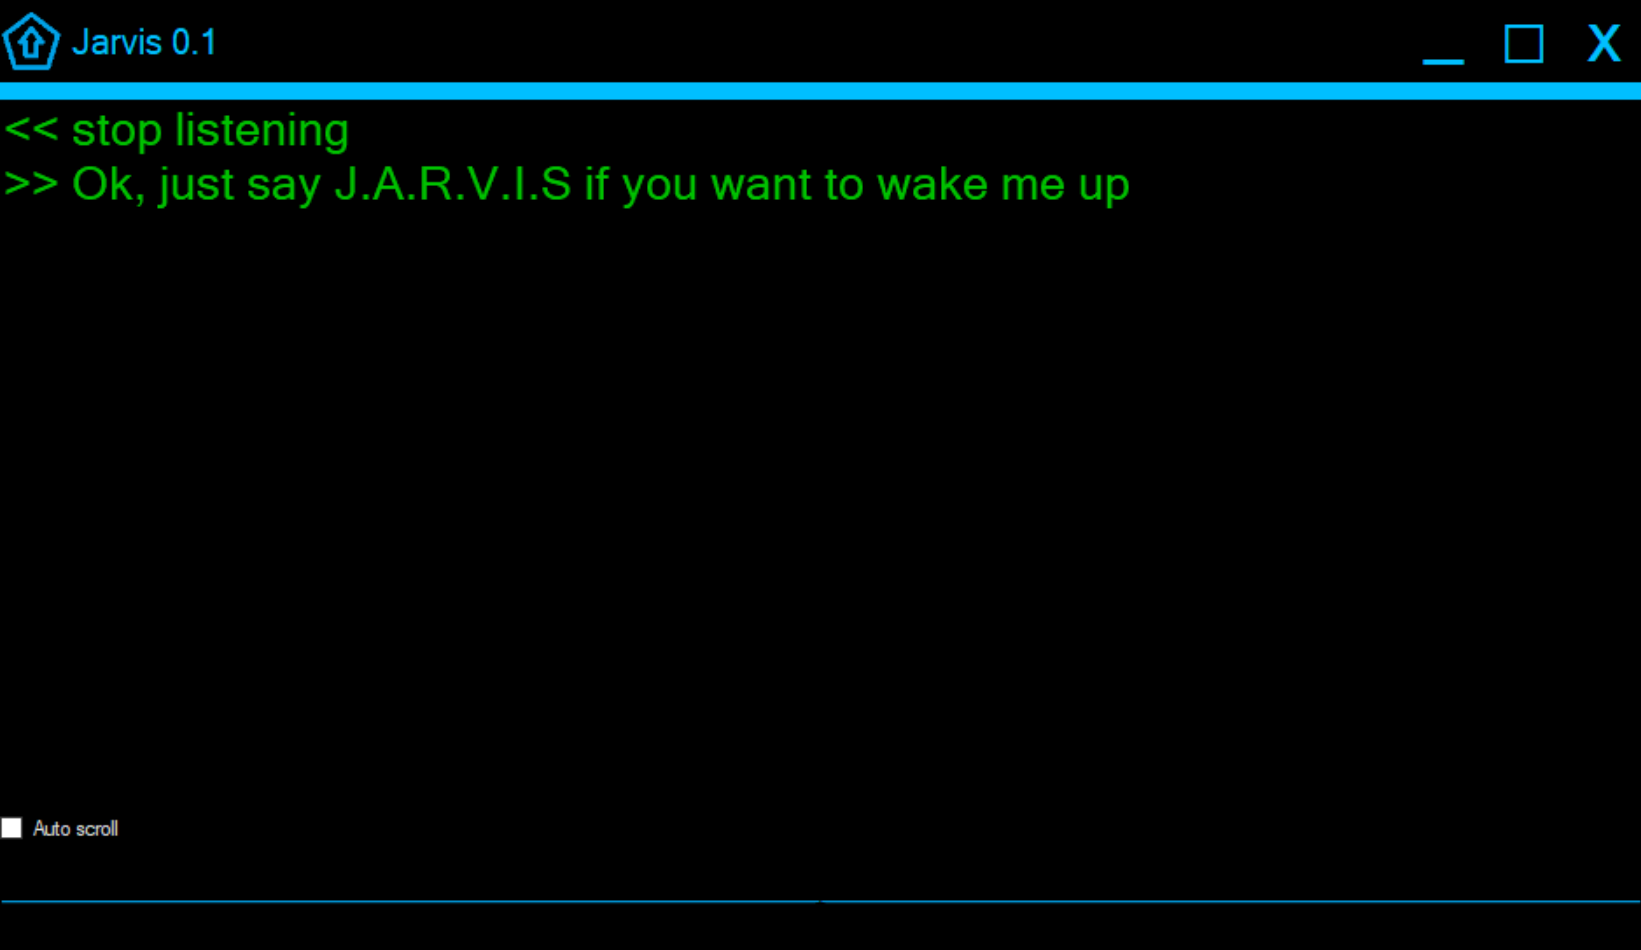 Jarvis 0.1
<< stop listening
>> Ok, just say J.A.R.V.I.S if you want to wake me up
Auto scroll